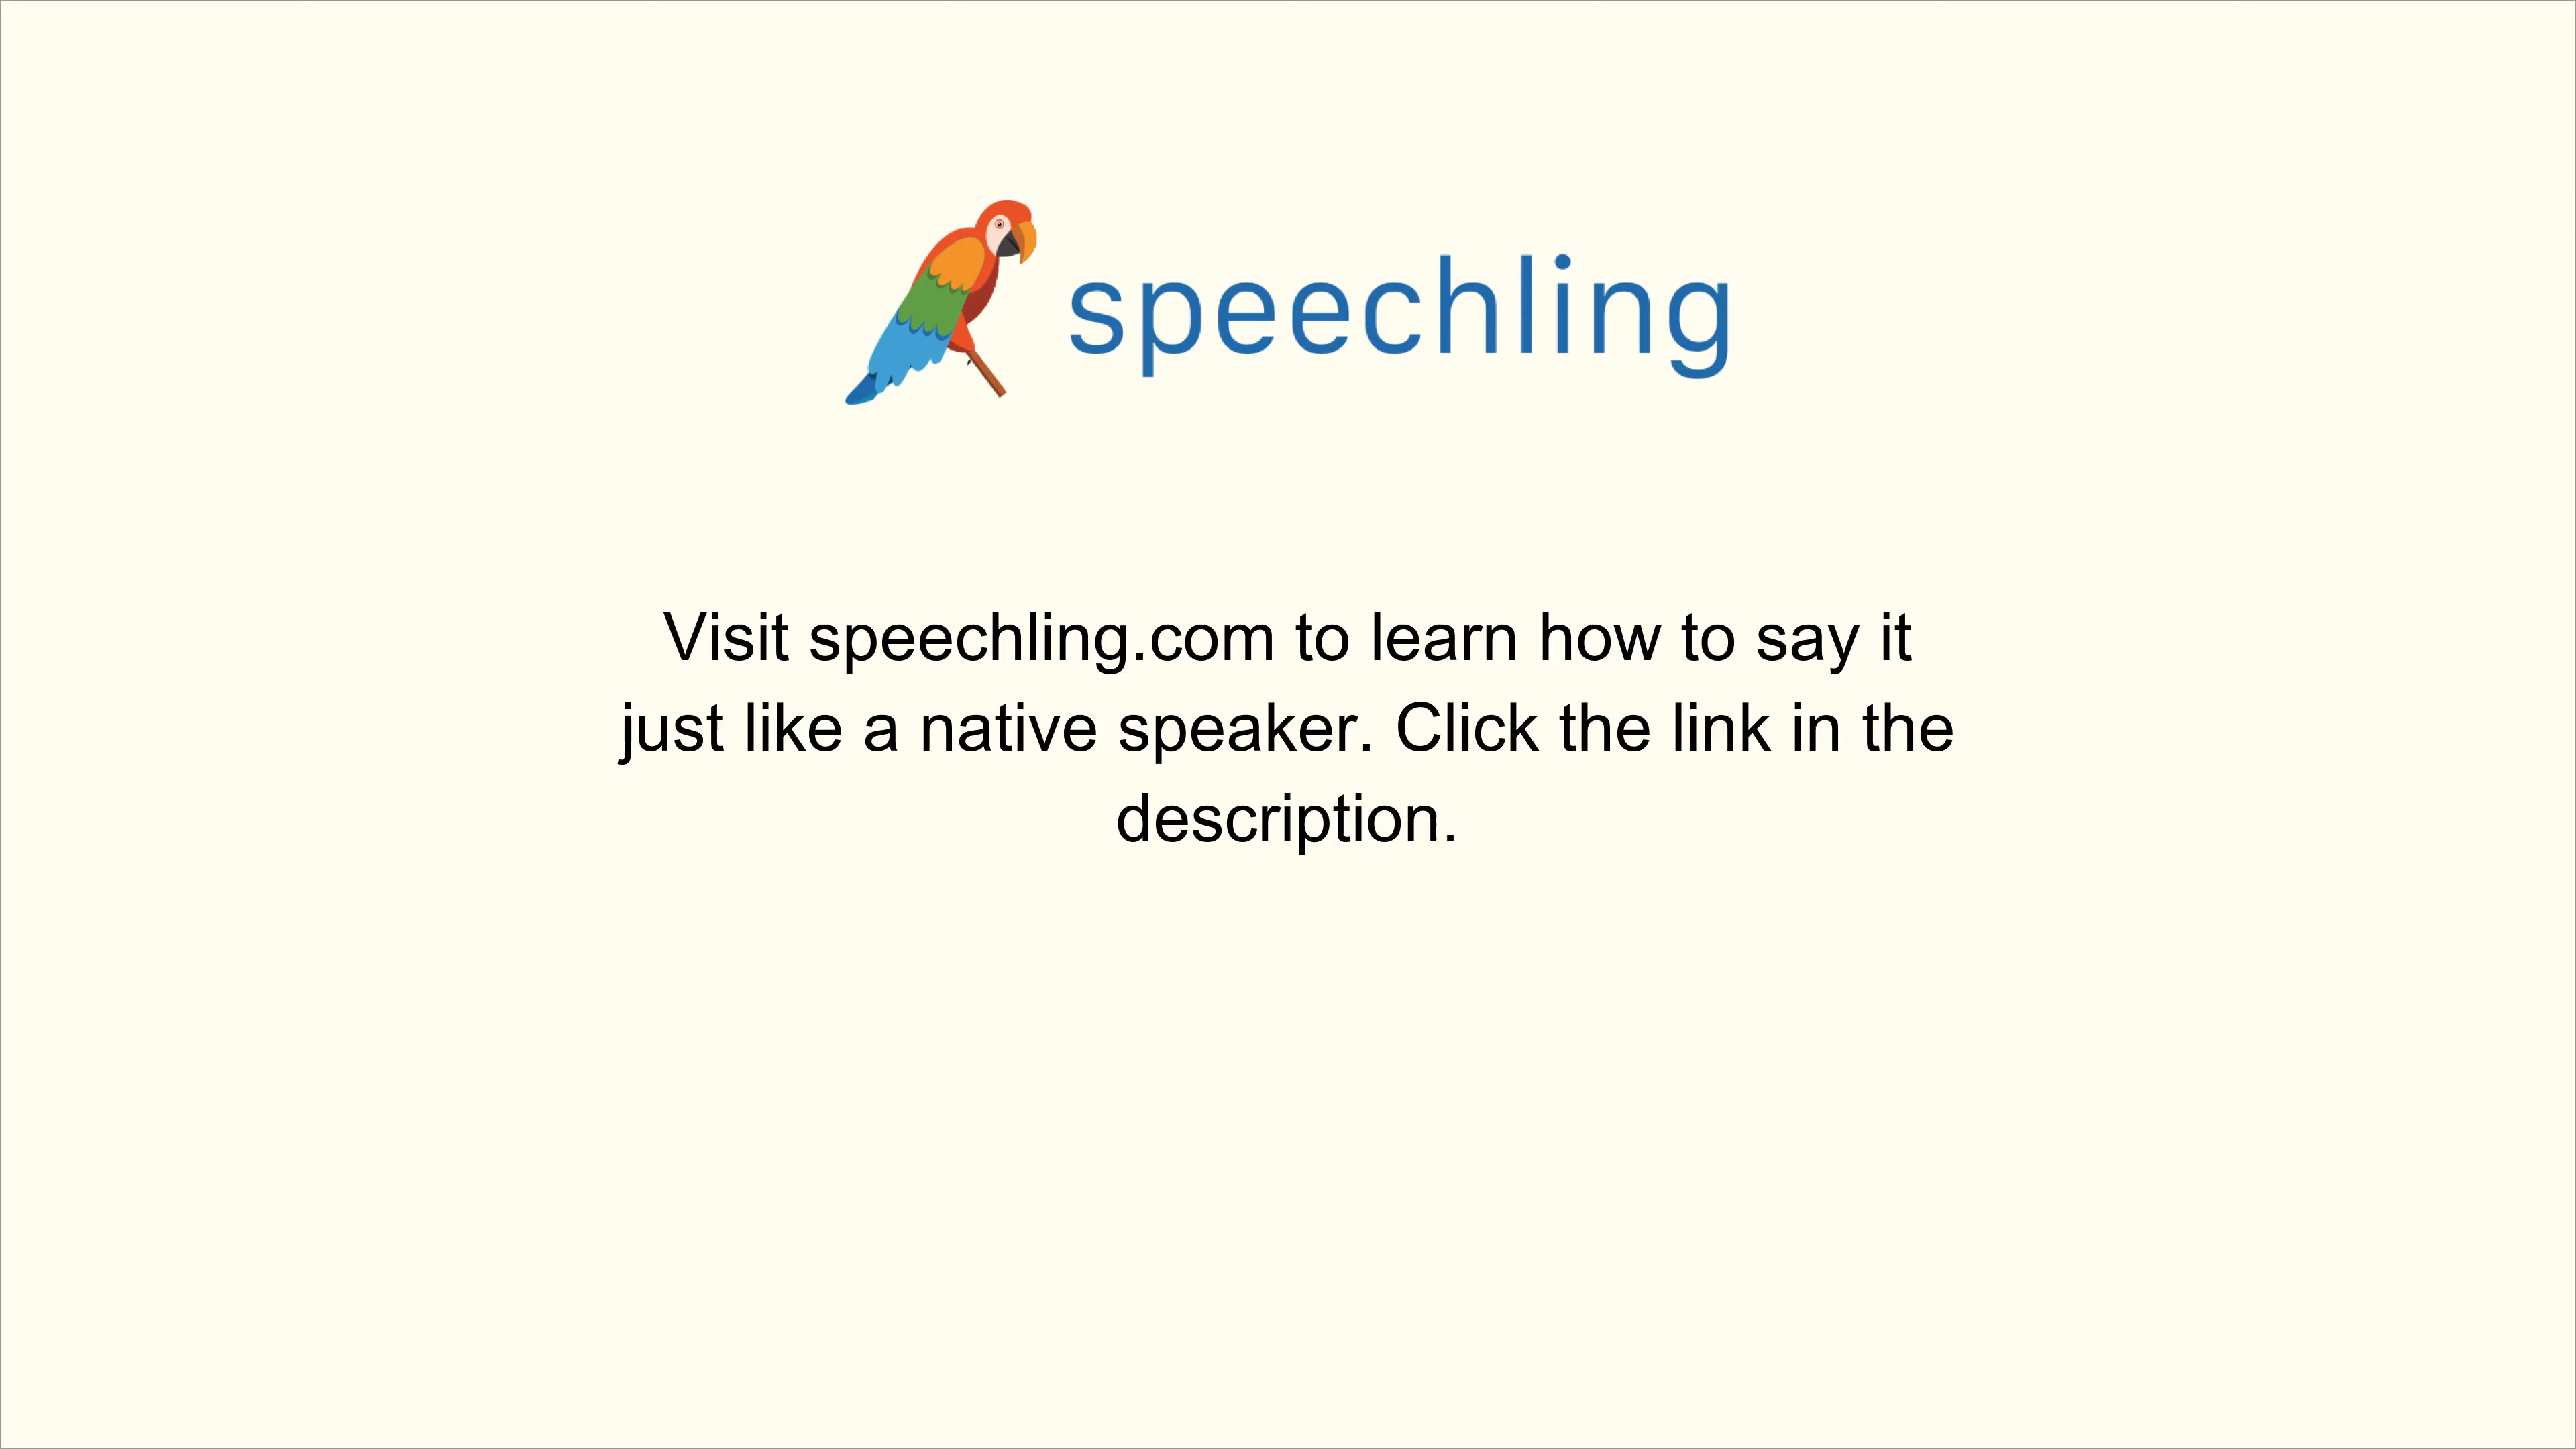 speechling
Visit speechling.com to learn how to say it
just like a native speaker. Click the link in the
description.